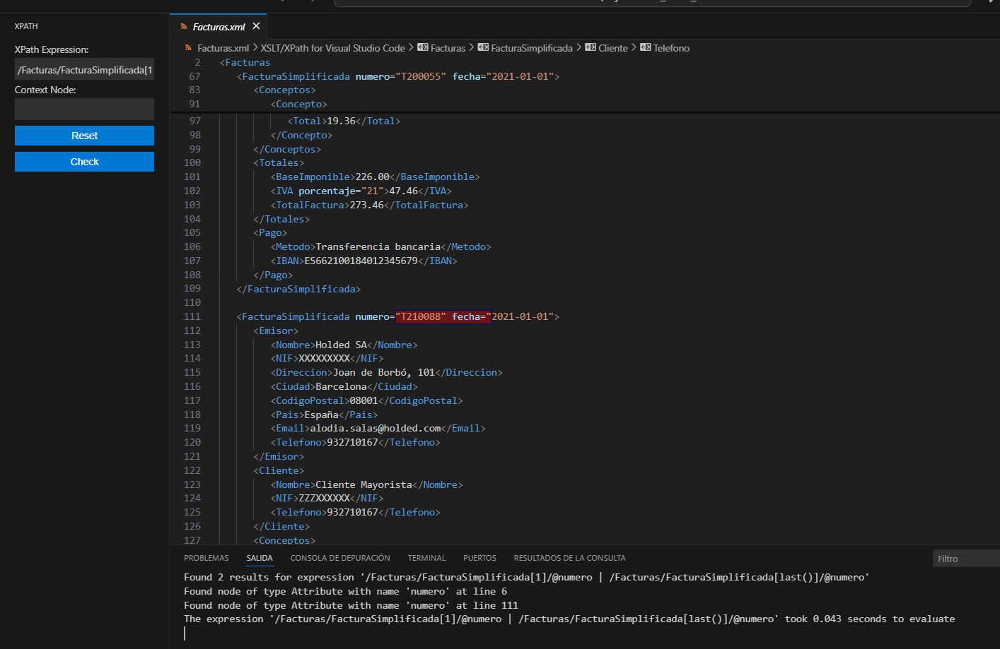 XPATH
XPath Expression:
/Facturas/FacturaSimplificada[1
Context Node:
Reset
Check
Facturas.xml
Facturas.xml > XSLT/XPath for Visual Studio Code > Facturas > FacturaSimplificada > Cliente > Telefono
2 <Facturas
67 <FacturaSimplificada numero="T200055" fecha="2021-01-01">
83 <Conceptos>
91 <Concepto>
97 <Total>19.36</Total>
98 </Concepto>
99 </Conceptos>
100 <Totales>
101 <BaseImponible>226.00</BaseImponible>
102 <IVA porcentaje="21">47.46</IVA>
103 <TotalFactura>273.46</TotalFactura>
104 </Totales>
105 <Pago>
106 <Metodo>Transferencia bancaria</Metodo>
107 <IBAN>ES662100184012345679</IBAN>
108 </Pago>
109 </FacturaSimplificada>
110
111 <FacturaSimplificada numero="T210088" fecha="2021-01-01">
112 <Emisor>
113 <Nombre>Holded SA</Nombre>
114 <NIF>XXXXXXXXX</NIF>
115 <Direccion>Joan de Borbó, 101</Direccion>
116 <Ciudad>Barcelona</Ciudad>
117 <CodigoPostal>08001</CodigoPostal>
118 <Pais>España</Pais>
119 <Email>alodia.salas@holded.com</Email>
120 <Telefono>932710167</Telefono>
121 </Emisor>
122 <Cliente>
123 <Nombre>Cliente Mayorista</Nombre>
124 <NIF>ZZZXXXXXX</NIF>
125 <Telefono>932710167</Telefono>
126 </Cliente>
127 <Conceptos>
PROBLEMAS SALIDA CONSOLA DE DEPURACIÓN TERMINAL PUERTOS RESULTADOS DE LA CONSULTA Filtro
Found 2 results for expression '/Facturas/FacturaSimplificada[1]/@numero | /Facturas/FacturaSimplificada[last()]/@numero'
Found node of type Attribute with name 'numero' at line 6
Found node of type Attribute with name 'numero' at line 111
The expression '/Facturas/FacturaSimplificada[1]/@numero | /Facturas/FacturaSimplificada[last()]/@numero' took 0.043 seconds to evaluate